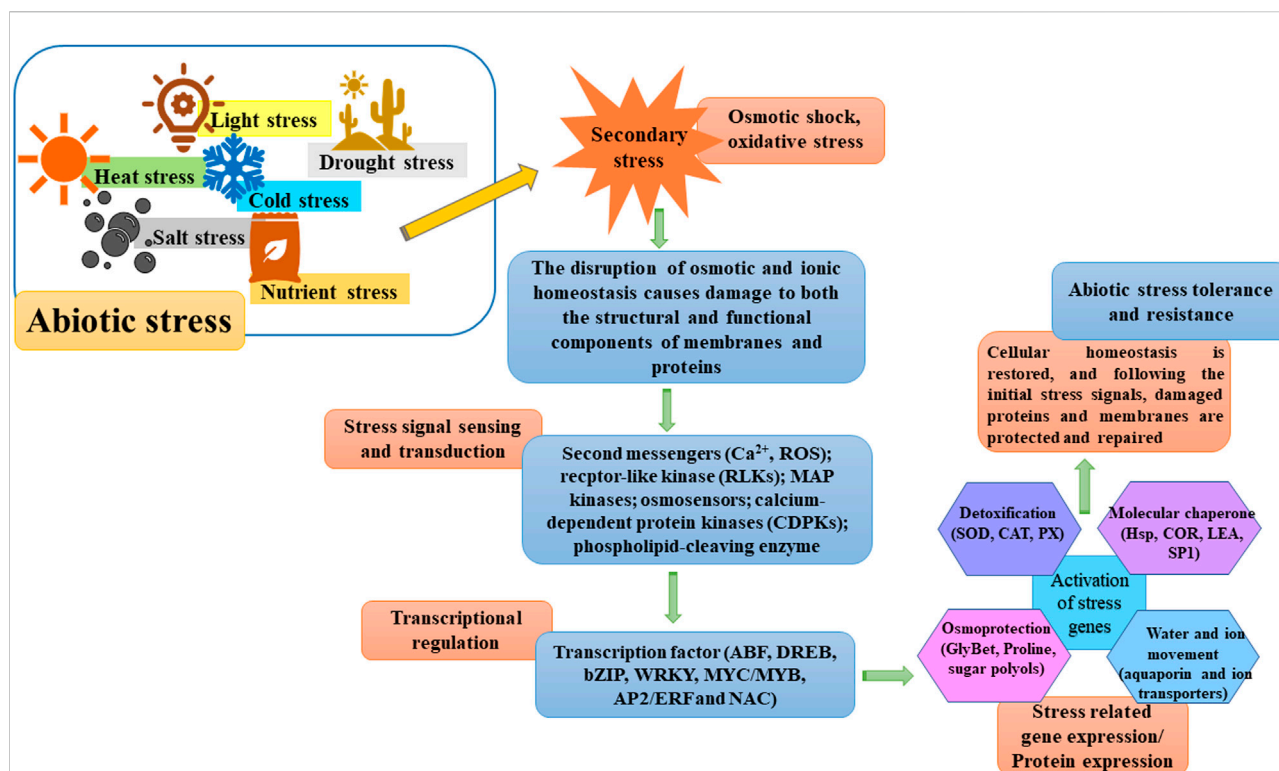 Light stress
Drought stress
Heat stress
Cold stress
Salt stress
Nutrient stress
Abiotic stress
Secondary
stress
Osmotic shock,
oxidative stress
The disruption of osmotic and ionic
homeostasis causes damage to both
the structural and functional
components of membranes and
proteins
Stress signal sensing
and transduction
Second messengers (Ca²⁺, ROS);
recptor-like kinase (RLKs); MAP
kinases; osmosensors; calcium-
dependent protein kinases (CDPKs);
phospholipid-cleaving enzyme
Transcriptional
regulation
Transcription factor (ABF, DREB,
bZIP, WRKY, MYC/MYB,
AP2/ERFand NAC)
Abiotic stress tolerance
and resistance
Cellular homeostasis is
restored, and following the
initial stress signals, damaged
proteins and membranes are
protected and repaired
Detoxification
(SOD, CAT, PX)
Molecular chaperone
(Hsp, COR, LEA,
SP1)
Activation
of stress
genes
Osmoprotection
(GlyBet, Proline,
sugar polyols)
Water and ion
movement
(aquaporin and ion
transporters)
Stress related
gene expression/
Protein expression